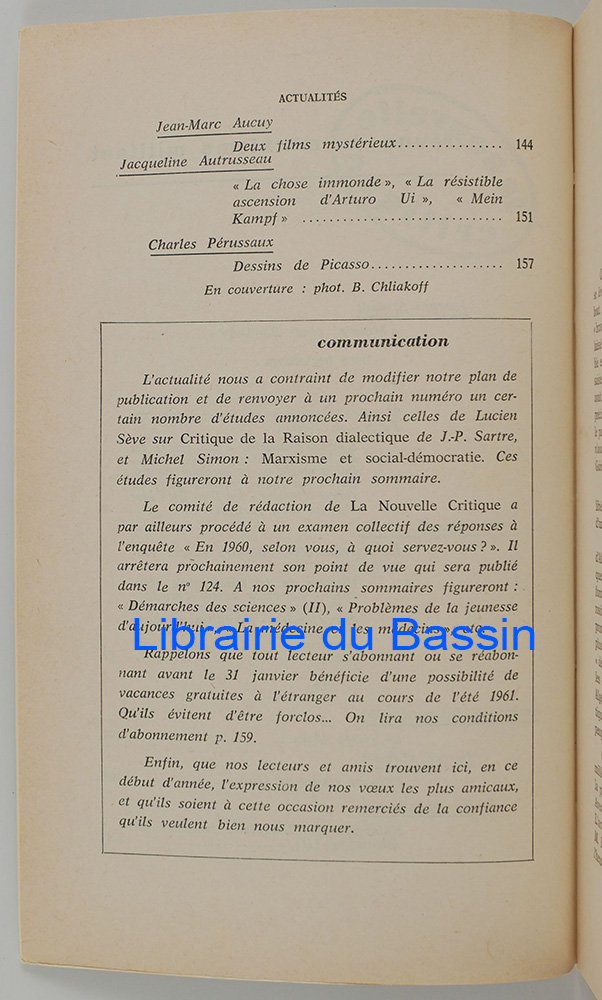 ACTUALITÉS
Jean-Marc Aucuy
Deux films mystérieux................ 144
Jacqueline Autrusseau
« La chose immonde », « La résistible
ascension d'Arturo Ui », « Mein
Kampf » ............................. 151
Charles Pérussaux
Dessins de Picasso.................... 157
En couverture : phot. B. Chliakoff
communication
L'actualité nous a contraint de modifier notre plan de
publication et de renvoyer à un prochain numéro un cer-
tain nombre d'études annoncées. Ainsi celles de Lucien
Sève sur Critique de la Raison dialectique de J.-P. Sartre,
et Michel Simon : Marxisme et social-démocratie. Ces
études figureront à notre prochain sommaire.
Le comité de rédaction de La Nouvelle Critique a
par ailleurs procédé à un examen collectif des réponses à
l'enquête « En 1960, selon vous, à quoi servez-vous ? ». Il
arrêtera prochainement son point de vue qui sera publié
dans le n° 124. A nos prochains sommaires figureront :
« Démarches des sciences » (II), « Problèmes de la jeunesse
d'aujourd'hui », « La médecine et les médecins », etc.
Librairie du Bassin
Rappelons que tout lecteur s'abonnant ou se réabon-
nant avant le 31 janvier bénéficie d'une possibilité de
vacances gratuites à l'étranger au cours de l'été 1961.
Qu'ils évitent d'être forclos... On lira nos conditions
d'abonnement p. 159.
Enfin, que nos lecteurs et amis trouvent ici, en ce
début d'année, l'expression de nos vœux les plus amicaux,
et qu'ils soient à cette occasion remerciés de la confiance
qu'ils veulent bien nous marquer.